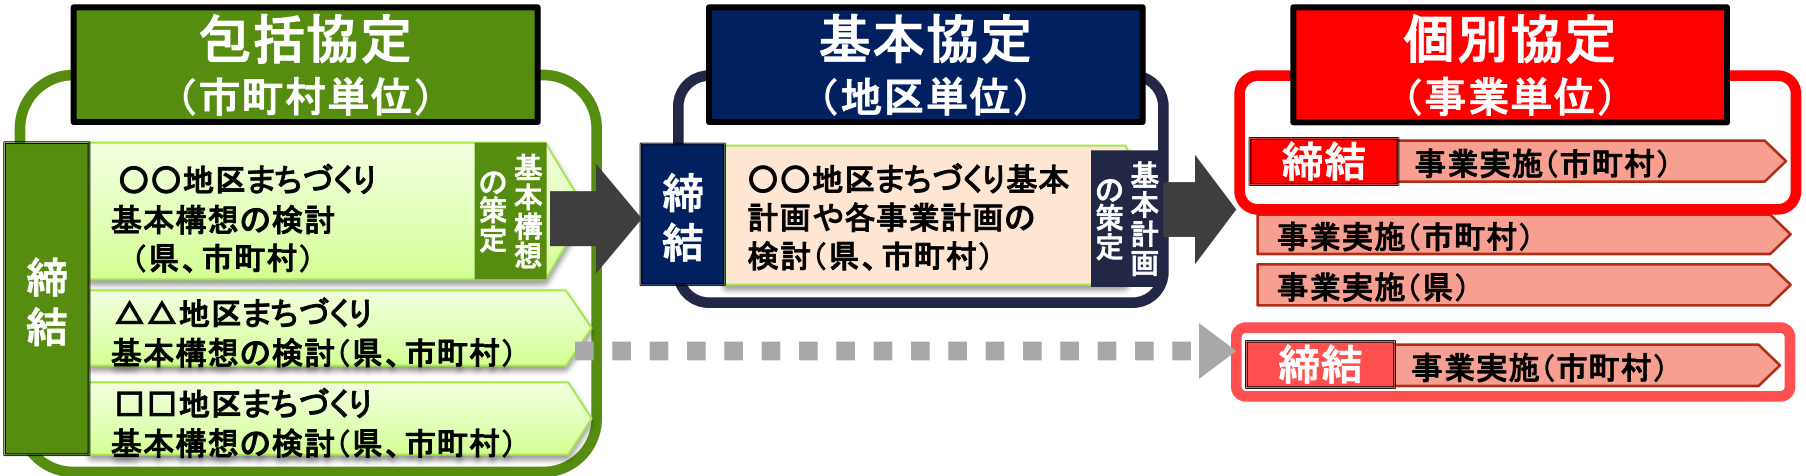 包括協定
（市町村単位）
締結
〇〇地区まちづくり
基本構想の検討
（県、市町村）
基本構想
の策定
△△地区まちづくり
基本構想の検討（県、市町村）
□□地区まちづくり
基本構想の検討（県、市町村）
基本協定
（地区単位）
締結
〇〇地区まちづくり基本
計画や各事業計画の
検討（県、市町村）
基本計画
の策定
個別協定
（事業単位）
締結
事業実施（市町村）
事業実施（市町村）
事業実施（県）
締結
事業実施（市町村）